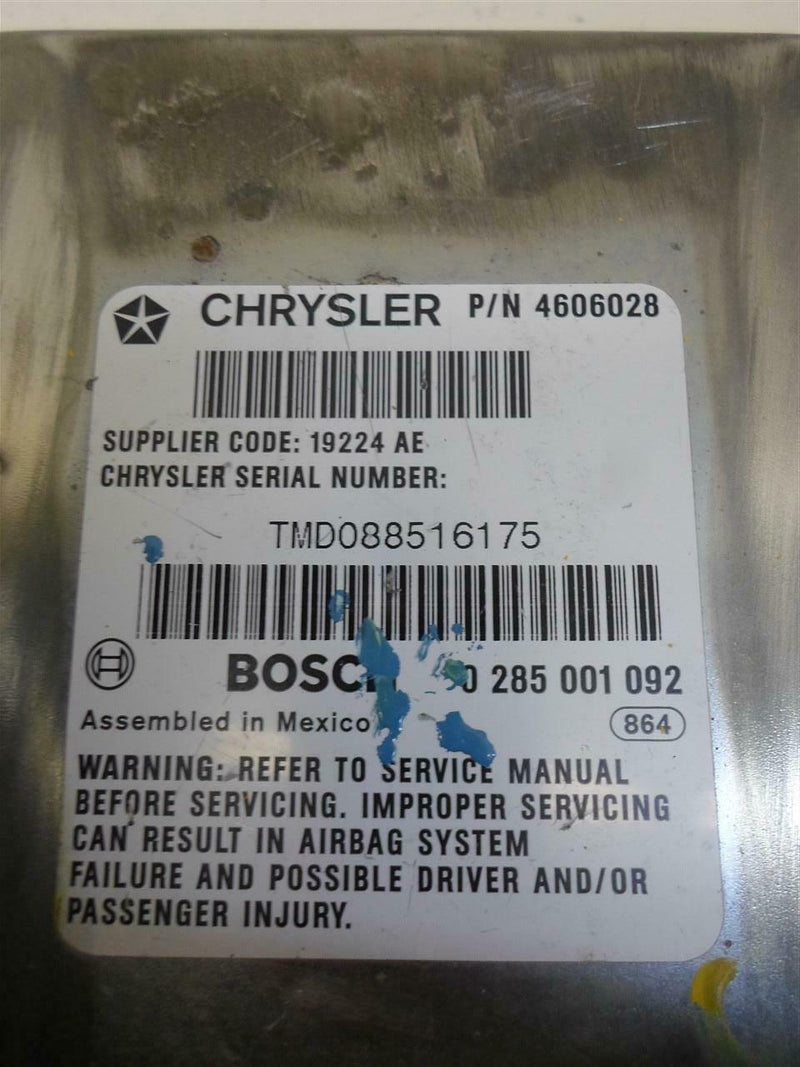 CHRYSLER P/N 4606028
SUPPLIER CODE: 19224 AE
CHRYSLER SERIAL NUMBER:
TMD088516175
BOSCH 0 285 001 092
Assembled in Mexico 864
WARNING: REFER TO SERVICE MANUAL
BEFORE SERVICING. IMPROPER SERVICING
CAN RESULT IN AIRBAG SYSTEM
FAILURE AND POSSIBLE DRIVER AND/OR
PASSENGER INJURY.